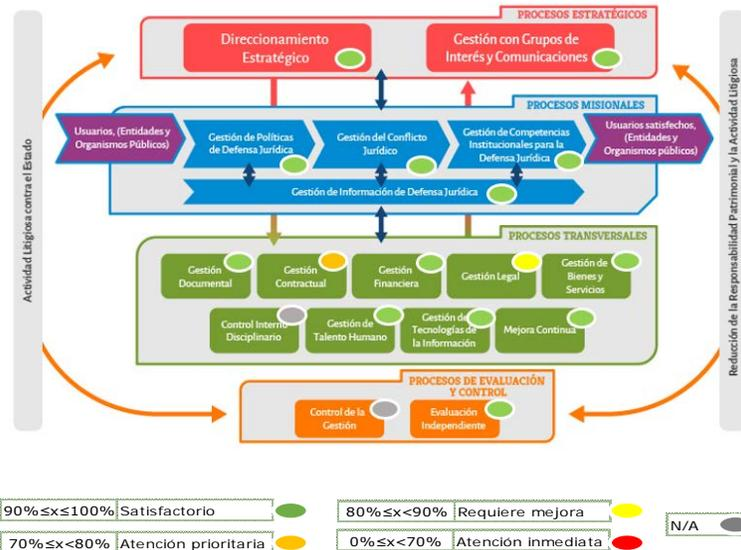 PROCESOS ESTRATÉGICOS
Direccionamiento
Estratégico
Gestión con Grupos de
Interés y Comunicaciones
Actividad Litigiosa contra el Estado
PROCESOS MISIONALES
Usuarios, (Entidades y
Organismos Públicos)
Gestión de Políticas
de Defensa Jurídica
Gestión del Conflicto
Jurídico
Gestión de Competencias
Institucionales para la
Defensa Jurídica
Usuarios satisfechos,
(Entidades y
Organismos públicos)
Gestión de Información de Defensa Jurídica
Reducción de la Responsabilidad Patrimonial y la Actividad Litigiosa
PROCESOS TRANSVERSALES
Gestión
Documental
Gestión
Contractual
Gestión
Financiera
Gestión Legal
Gestión de
Bienes y
Servicios
Control Interno
Disciplinario
Gestión de
Talento Humano
Gestión de
Tecnologías de
la Información
Mejora Continua
PROCESOS DE EVALUACIÓN
Y CONTROL
Control de la
Gestión
Evaluación
Independiente
90%≤x≤100% Satisfactorio
80%≤x<90% Requiere mejora
N/A
70%≤x<80% Atención prioritaria
0%≤x<70% Atención inmediata